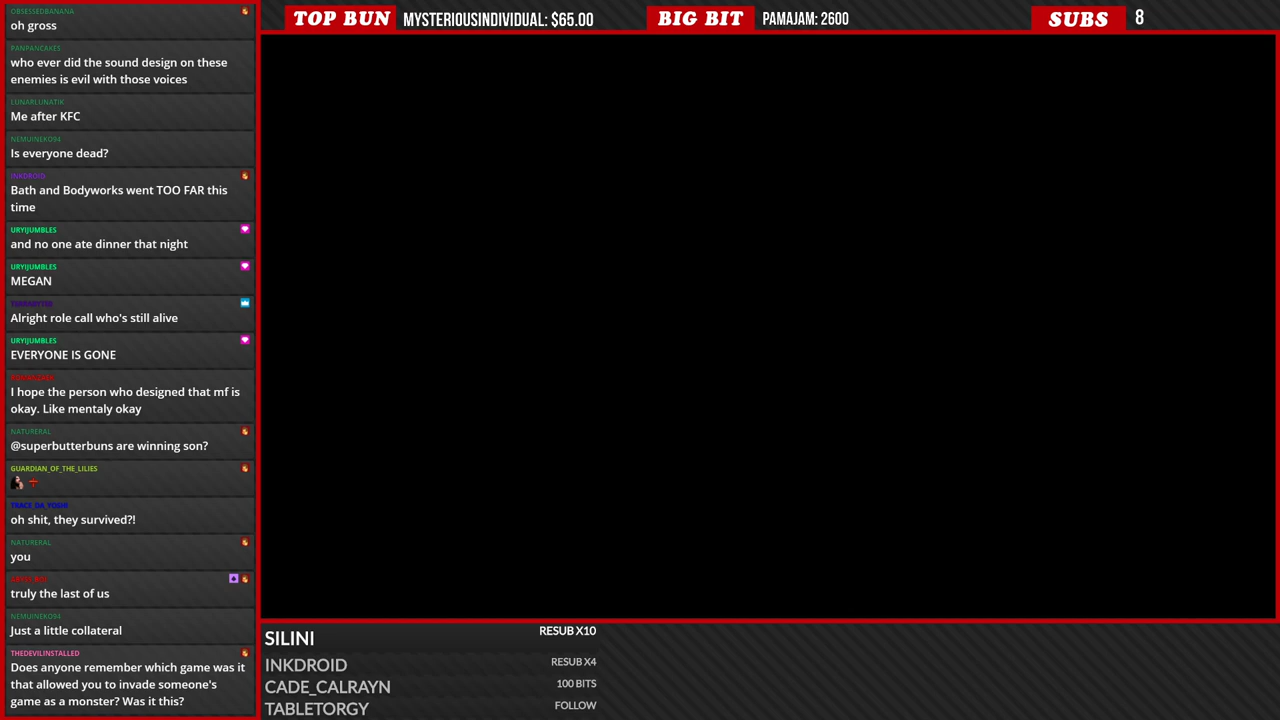 TOP BUN
MYSTERIOUSINDIVIDUAL: $65.00
BIG BIT
PAMAJAM: 2600
SUBS
8
OBSESSEDBANANA
oh gross
PANPANCAKES
who ever did the sound design on these
enemies is evil with those voices
LUNARLUNATIK
Me after KFC
NEMUINEKO94
Is everyone dead?
INKDROID
Bath and Bodyworks went TOO FAR this
time
URYIJUMBLES
and no one ate dinner that night
URYIJUMBLES
MEGAN
Alright role call who's still alive
URYIJUMBLES
EVERYONE IS GONE
I hope the person who designed that mf is
okay. Like mentaly okay
NATURERAL
@superbutterbuns are winning son?
GUARDIAN_OF_THE_LILIES
TRACE_DA_YOSHI
oh shit, they survived?!
NATURERAL
you
truly the last of us
NEMUINEKO94
Just a little collateral
THEDEVILINSTALLED
Does anyone remember which game was it
that allowed you to invade someone's
game as a monster? Was it this?
SILINI
RESUB X10
INKDROID
RESUB X4
CADE_CALRAYN
100 BITS
TABLETORGY
FOLLOW